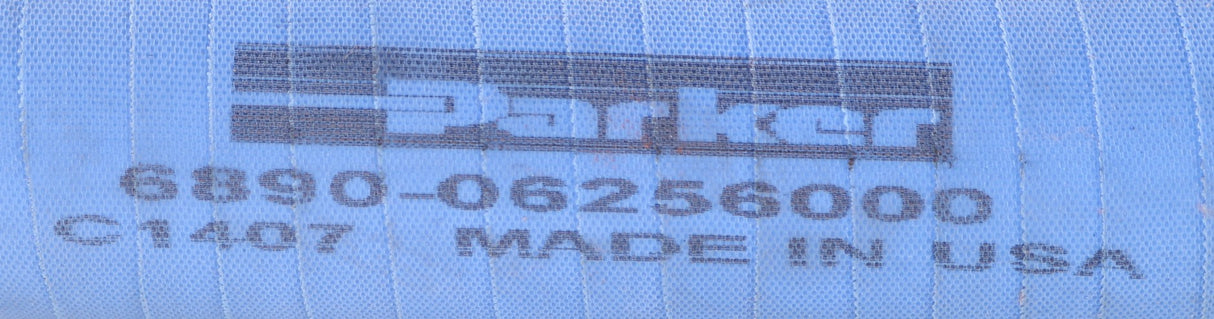 Parker
6890-06256000
C1407 MADE IN USA